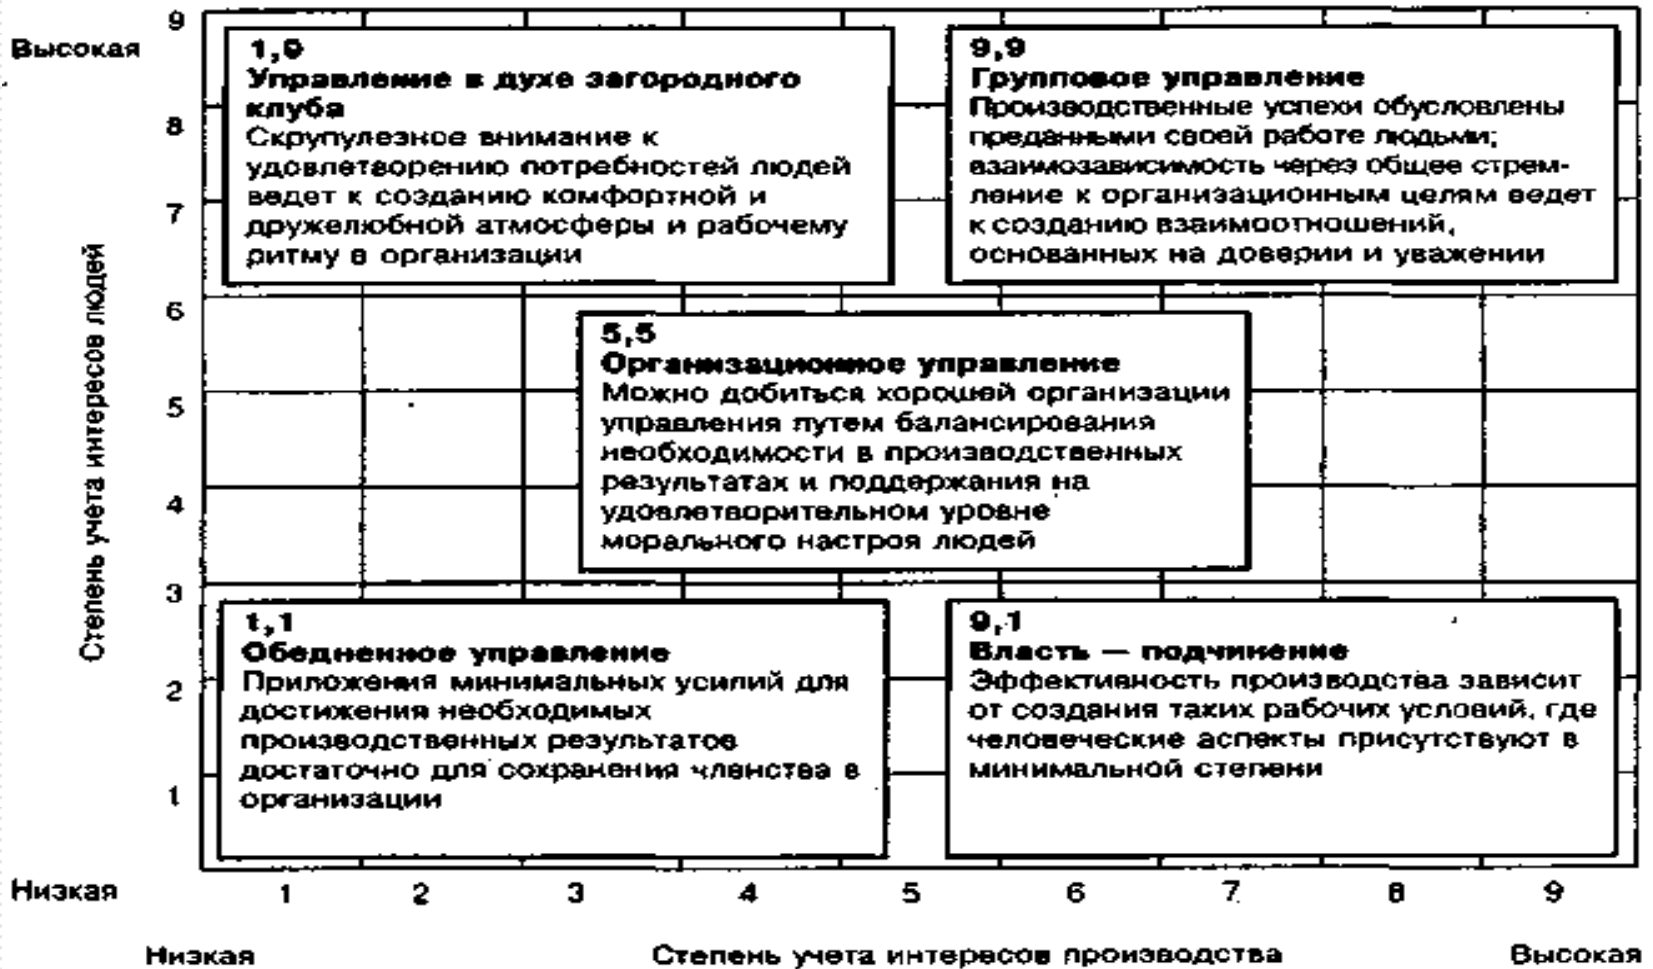 9
Высокая
1,9
Управление в духе загородного
клуба
Скрупулезное внимание к
удовлетворению потребностей людей
ведет к созданию комфортной и
дружелюбной атмосферы и рабочему
ритму в организации
9,9
Групповое управление
Производственные успехи обусловлены
преданными своей работе людьми;
взаимозависимость через общее стрем-
ление к организационным целям ведет
к созданию взаимоотношений,
основанных на доверии и уважении
8
7
6
5
4
3
2
1
Степень учета интересов людей
5,5
Организационное управление
Можно добиться хорошей организации
управления путем балансирования
необходимости в производственных
результатах и поддержания на
удовлетворительном уровне
морального настроя людей
1,1
Обедненное управление
Приложения минимальных усилий для
достижения необходимых
производственных результатов
достаточно для сохранения членства в
организации
9,1
Власть — подчинение
Эффективность производства зависит
от создания таких рабочих условий, где
человеческие аспекты присутствуют в
минимальной степени
Низкая
1 2 3 4 5 6 7 8 9
Низкая Степень учета интересов производства Высокая